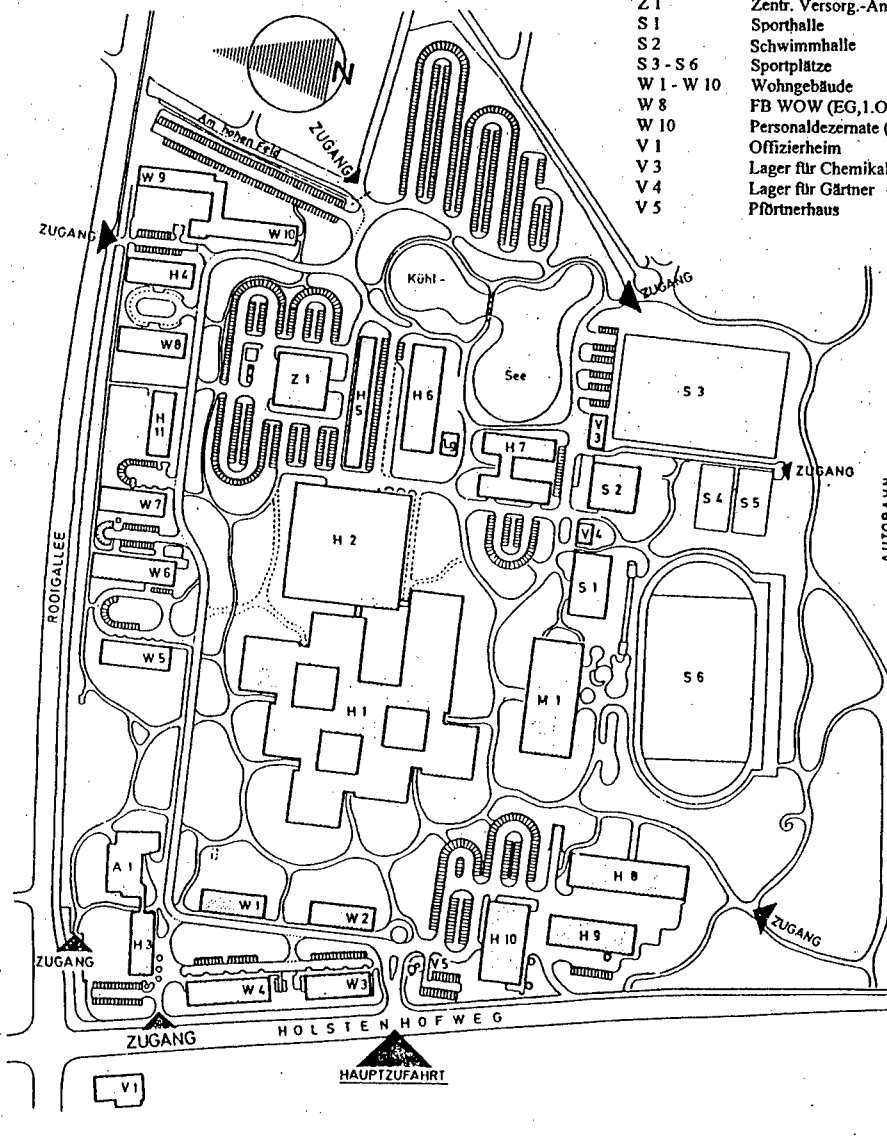 Z 1 Zentr. Versorg.-An
S 1 Sporthalle
S 2 Schwimmhalle
S 3 - S 6 Sportplätze
W 1 - W 10 Wohngebäude
W 8 FB WOW (EG,1.O
W 10 Personaldezernate (
V 1 Offizierheim
V 3 Lager für Chemikal
V 4 Lager für Gärtner
V 5 Pförtnerhaus
N
Am hohen Feld
ZUGANG
W 9
W 10
ZUGANG
H 4
Kühl -
ZUGANG
W 8
Z 1
H 5
H 6
See
S 3
H 11
V 3
H 7
ZUGANG
W 7
S 2
S 4
S 5
AUTOBAHN
H 2
V 4
W 6
S 1
RODIGALLEE
W 5
H 1
M 1
S 6
A 1
H 8
W 1
W 2
H 3
H 10
H 9
ZUGANG
ZUGANG
V 5
W 4
W 3
ZUGANG
HOLSTENHOFWEG
HAUPTZUFAHRT
V 1